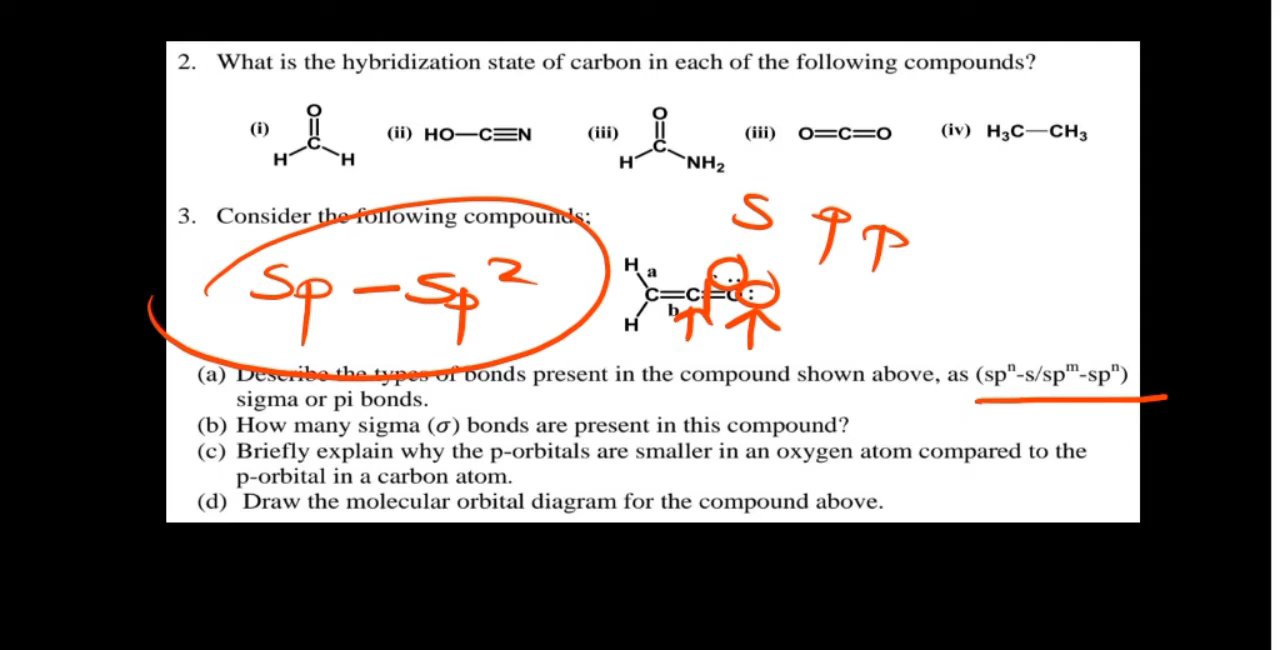 2. What is the hybridization state of carbon in each of the following compounds?
(i) O C H H (ii) HO—C≡N (iii) O C H NH₂ (iii) O=C=O (iv) H₃C—CH₃
3. Consider the following compounds:
S p p
sp - sp²
H a
C=C=O:
b
H
(a) Describe the types of bonds present in the compound shown above, as (spⁿ-s/spᵐ-spⁿ)
sigma or pi bonds.
(b) How many sigma (σ) bonds are present in this compound?
(c) Briefly explain why the p-orbitals are smaller in an oxygen atom compared to the
p-orbital in a carbon atom.
(d) Draw the molecular orbital diagram for the compound above.